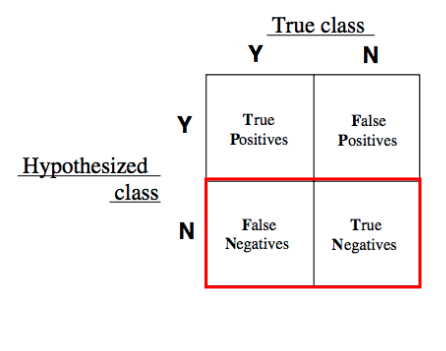 True class
Y N
Y
True
Positives
False
Positives
Hypothesized
class
N
False
Negatives
True
Negatives